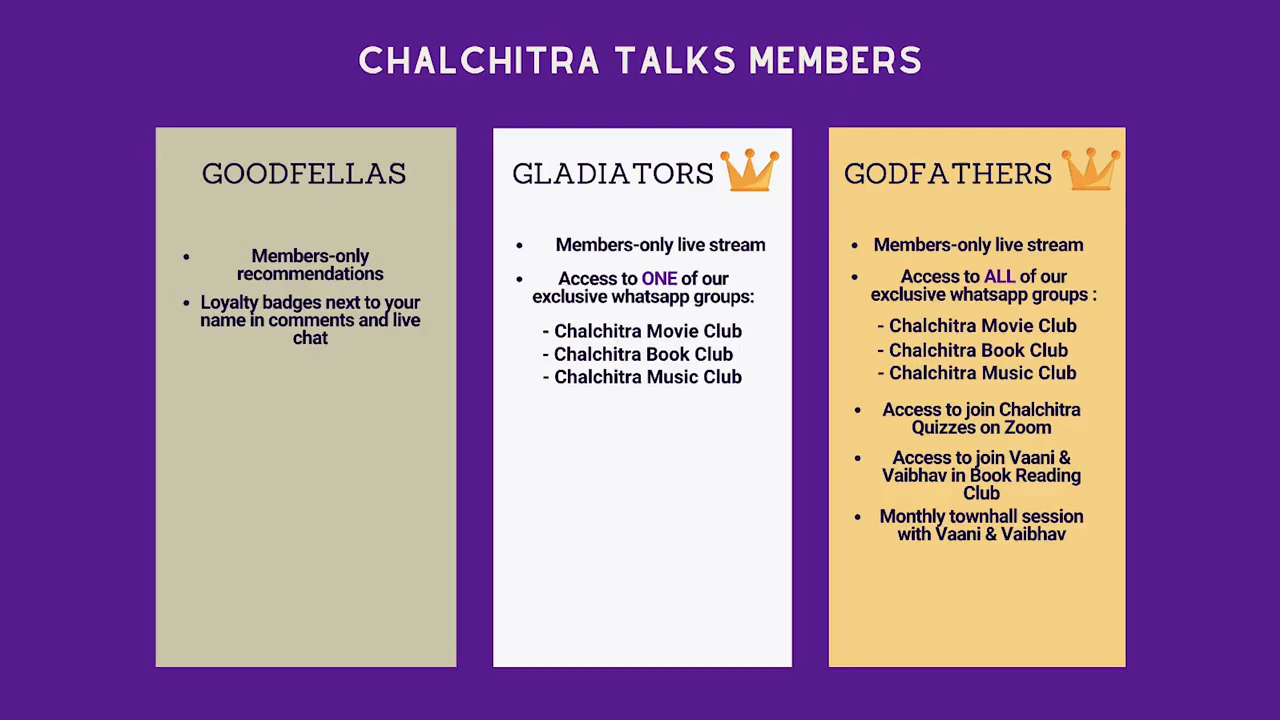 CHALCHITRA TALKS MEMBERS
GOODFELLAS
• Members-only
recommendations
• Loyalty badges next to your
name in comments and live
chat
GLADIATORS
• Members-only live stream
• Access to ONE of our
exclusive whatsapp groups:
- Chalchitra Movie Club
- Chalchitra Book Club
- Chalchitra Music Club
GODFATHERS
• Members-only live stream
• Access to ALL of our
exclusive whatsapp groups :
- Chalchitra Movie Club
- Chalchitra Book Club
- Chalchitra Music Club
• Access to join Chalchitra
Quizzes on Zoom
• Access to join Vaani &
Vaibhav in Book Reading
Club
• Monthly townhall session
with Vaani & Vaibhav